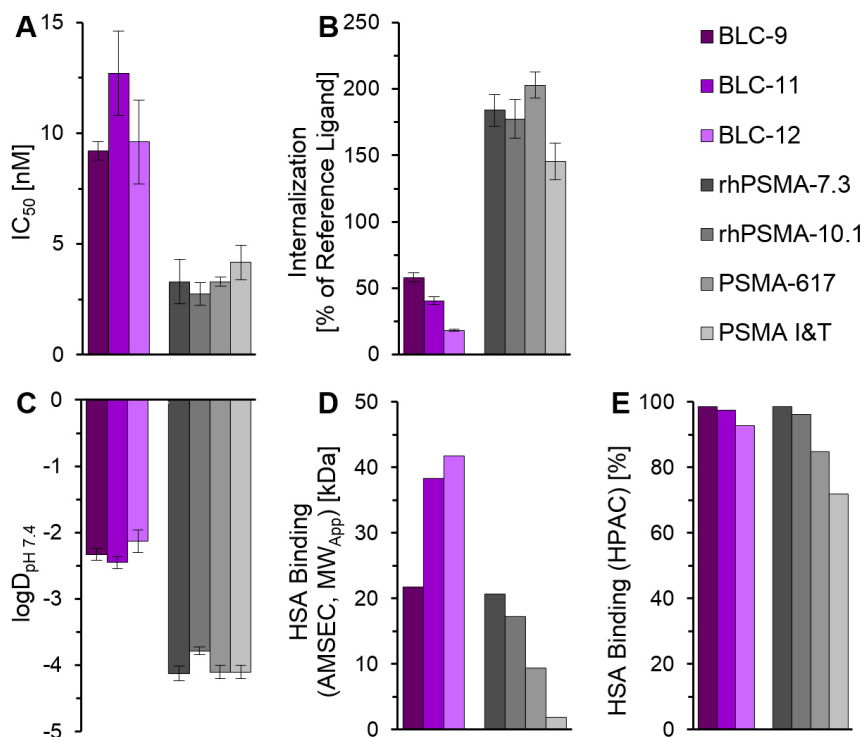 A
15
10
5
0
IC50 [nM]
B
250
200
150
100
50
0
Internalization
[% of Reference Ligand]
BLC-9
BLC-11
BLC-12
rhPSMA-7.3
rhPSMA-10.1
PSMA-617
PSMA I&T
C
0
-1
-2
-3
-4
-5
logDpH 7.4
D
50
40
30
20
10
0
HSA Binding
(AMSEC, MWApp) [kDa]
E
100
80
60
40
20
0
HSA Binding (HPAC) [%]